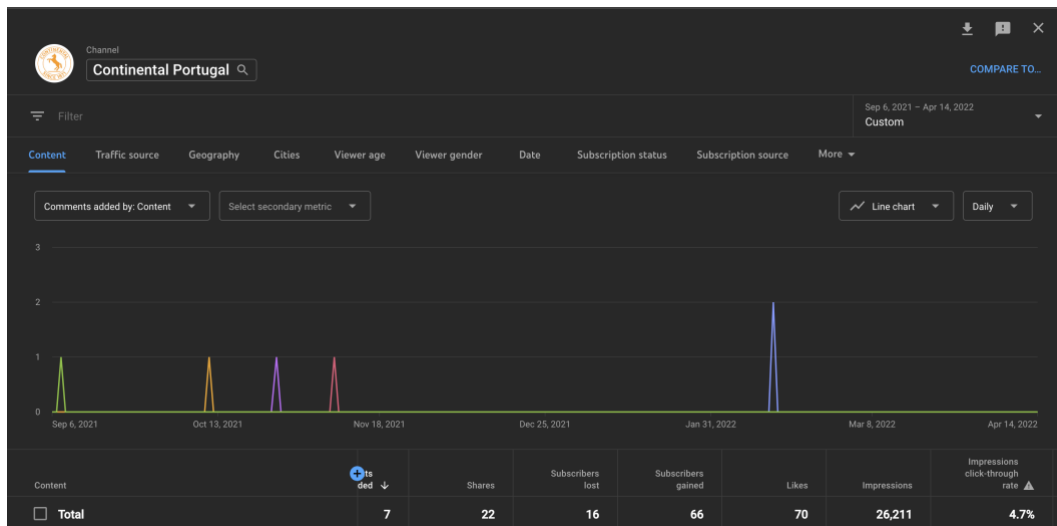 Channel
Continental Portugal
COMPARE TO...
Filter
Sep 6, 2021 – Apr 14, 2022
Custom
Content Traffic source Geography Cities Viewer age Viewer gender Date Subscription status Subscription source More
Comments added by: Content Select secondary metric Line chart Daily
3
2
1
0
Sep 6, 2021 Oct 13, 2021 Nov 18, 2021 Dec 25, 2021 Jan 31, 2022 Mar 8, 2022 Apr 14, 2022
Content
ts
ded
Shares
Subscribers
lost
Subscribers
gained
Likes
Impressions
Impressions
click-through
rate
Total 7 22 16 66 70 26,211 4.7%